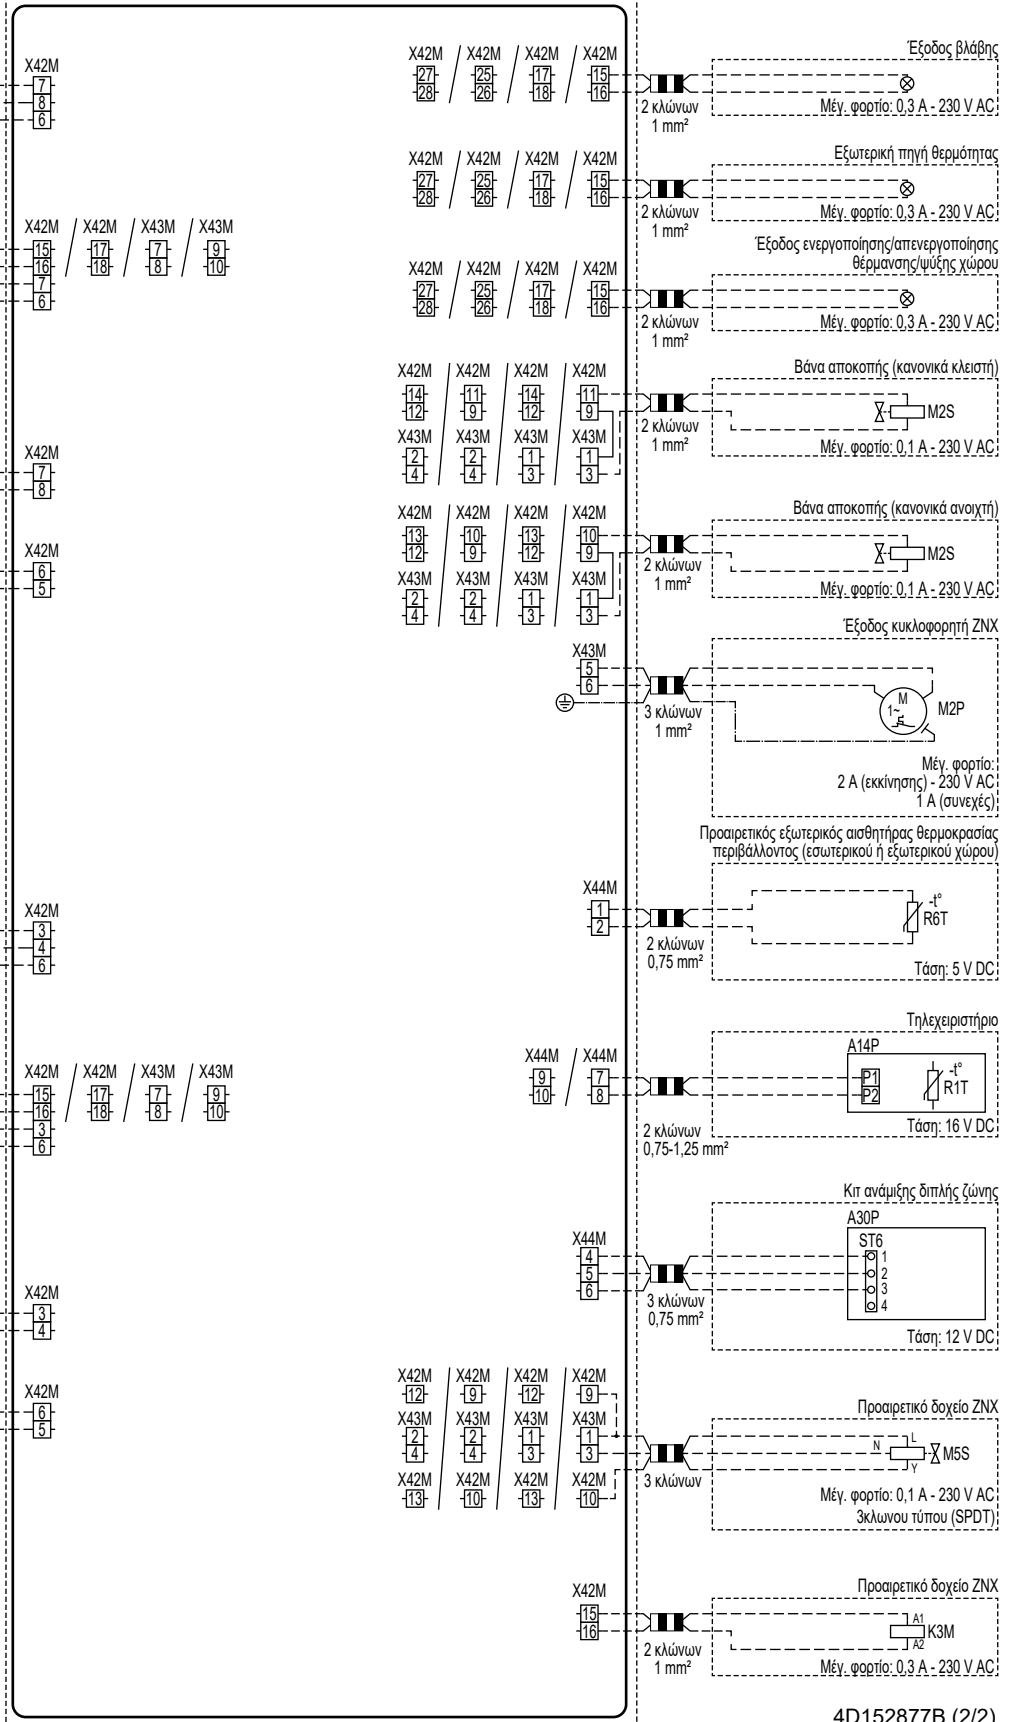 X42M
7
8
6
X42M / X42M / X42M / X42M
27 25 17 15
28 26 18 16
2 κλώνων
1 mm²
Έξοδος βλάβης
Μέγ. φορτίο: 0,3 A - 230 V AC
X42M / X42M / X42M / X42M
27 25 17 15
28 26 18 16
2 κλώνων
1 mm²
Εξωτερική πηγή θερμότητας
Μέγ. φορτίο: 0,3 A - 230 V AC
X42M / X42M / X43M / X43M
15 17 7 9
16 18 8 10
7
6
X42M / X42M / X42M / X42M
27 25 17 15
28 26 18 16
2 κλώνων
1 mm²
Έξοδος ενεργοποίησης/απενεργοποίησης
θέρμανσης/ψύξης χώρου
Μέγ. φορτίο: 0,3 A - 230 V AC
X42M / X42M / X42M / X42M
14 11 14 11
12 9 12 9
X43M X43M X43M X43M
2 2 1 1
4 4 3 3
2 κλώνων
1 mm²
Βάνα αποκοπής (κανονικά κλειστή)
M2S
Μέγ. φορτίο: 0,1 A - 230 V AC
X42M
7
8
X42M / X42M / X42M / X42M
13 10 13 10
12 9 12 9
X43M X43M X43M X43M
2 2 1 1
4 4 3 3
2 κλώνων
1 mm²
Βάνα αποκοπής (κανονικά ανοιχτή)
M2S
Μέγ. φορτίο: 0,1 A - 230 V AC
X42M
6
5
X43M
5
6
3 κλώνων
1 mm²
Έξοδος κυκλοφορητή ΖΝΧ
M
1~
M2P
Μέγ. φορτίο:
2 A (εκκίνησης) - 230 V AC
1 A (συνεχές)
X42M
3
4
6
X44M
1
2
2 κλώνων
0,75 mm²
Προαιρετικός εξωτερικός αισθητήρας θερμοκρασίας
περιβάλλοντος (εσωτερικού ή εξωτερικού χώρου)
-t°
R6T
Τάση: 5 V DC
X42M / X42M / X43M / X43M
15 17 7 9
16 18 8 10
3
6
X44M / X44M
9 7
10 8
2 κλώνων
0,75-1,25 mm²
Τηλεχειριστήριο
A14P
P1
P2
-t°
R1T
Τάση: 16 V DC
X42M
3
4
X44M
4
5
6
3 κλώνων
0,75 mm²
Κιτ ανάμιξης διπλής ζώνης
A30P
ST6
1
2
3
4
Τάση: 12 V DC
X42M
6
5
X42M / X42M / X42M / X42M
12 9 12 9
X43M X43M X43M X43M
2 2 1 1
4 4 3 3
X42M X42M X42M X42M
13 10 13 10
3 κλώνων
Προαιρετικό δοχείο ΖΝΧ
L
N
Y
M5S
Μέγ. φορτίο: 0,1 A - 230 V AC
3κλωνου τύπου (SPDT)
X42M
15
16
2 κλώνων
1 mm²
Προαιρετικό δοχείο ΖΝΧ
A1
K3M
A2
Μέγ. φορτίο: 0,3 A - 230 V AC
4D152877B (2/2)